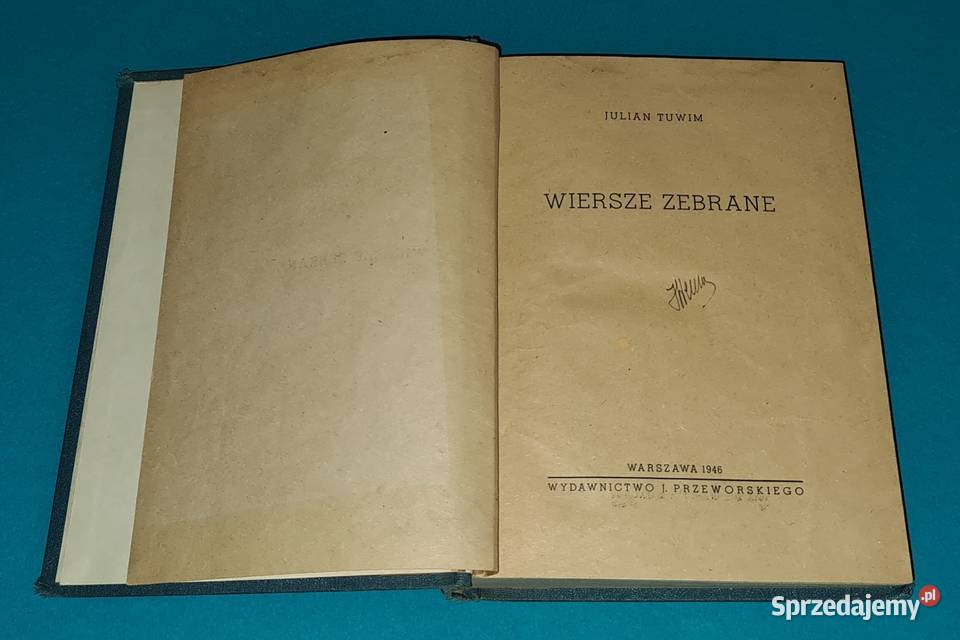 JULIAN TUWIM
WIERSZE ZEBRANE
WARSZAWA 1946
WYDAWNICTWO J. PRZEWORSKIEGO
Sprzedajemy.pl